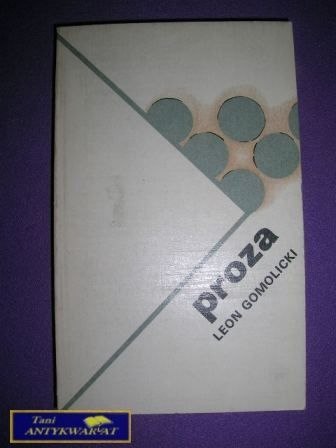 proza
LEON GOMOLICKI
Tani
ANTYKWARIAT